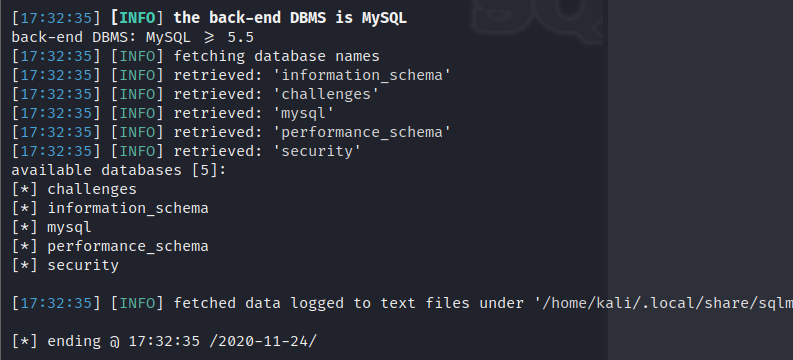 [17:32:35] [INFO] the back-end DBMS is MySQL
back-end DBMS: MySQL ≥ 5.5
[17:32:35] [INFO] fetching database names
[17:32:35] [INFO] retrieved: 'information_schema'
[17:32:35] [INFO] retrieved: 'challenges'
[17:32:35] [INFO] retrieved: 'mysql'
[17:32:35] [INFO] retrieved: 'performance_schema'
[17:32:35] [INFO] retrieved: 'security'
available databases [5]:
[*] challenges
[*] information_schema
[*] mysql
[*] performance_schema
[*] security
[17:32:35] [INFO] fetched data logged to text files under '/home/kali/.local/share/sqlm
[*] ending @ 17:32:35 /2020-11-24/